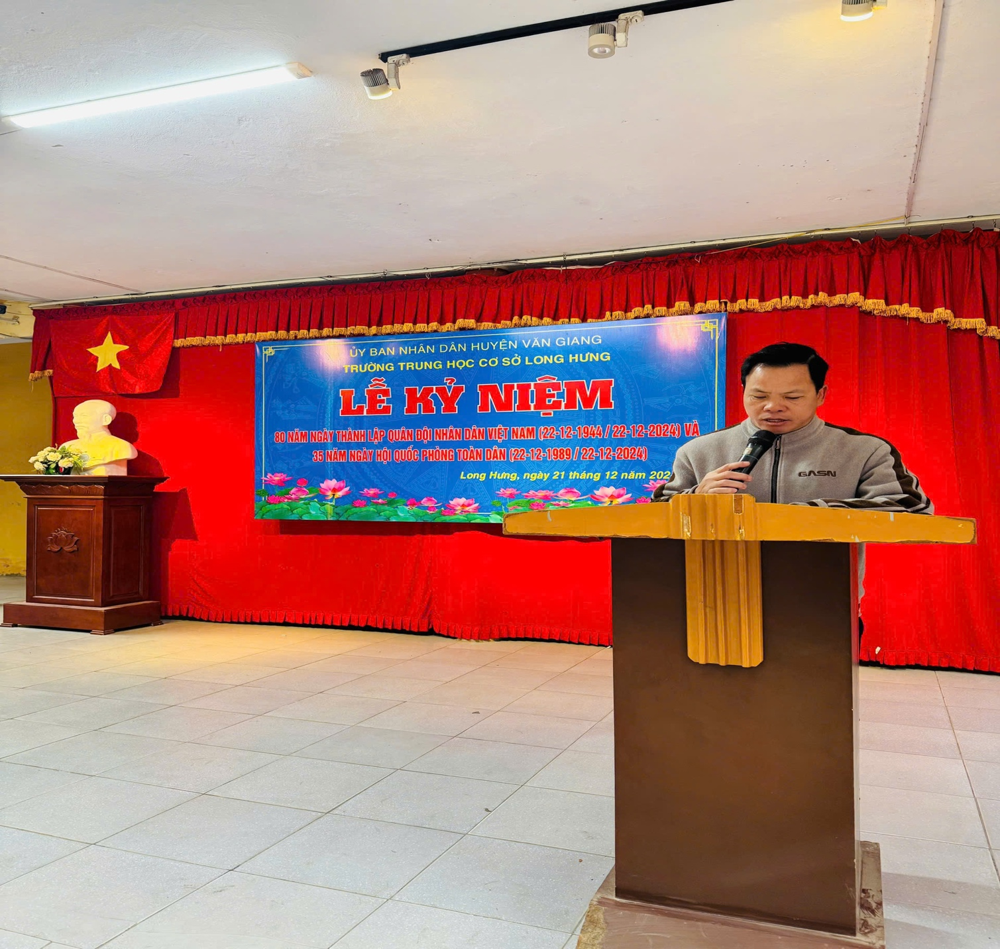 ỦY BAN NHÂN DÂN HUYỆN VĂN GIANG
TRƯỜNG TRUNG HỌC CƠ SỞ LONG HƯNG
LỄ KỶ NIỆM
80 NĂM NGÀY THÀNH LẬP QUÂN ĐỘI NHÂN DÂN VIỆT NAM (22-12-1944 / 22-12-2024) VÀ
35 NĂM NGÀY HỘI QUỐC PHÒNG TOÀN DÂN (22-12-1989 / 22-12-2024)
Long Hưng, ngày 21 tháng 12 năm 202
GASN